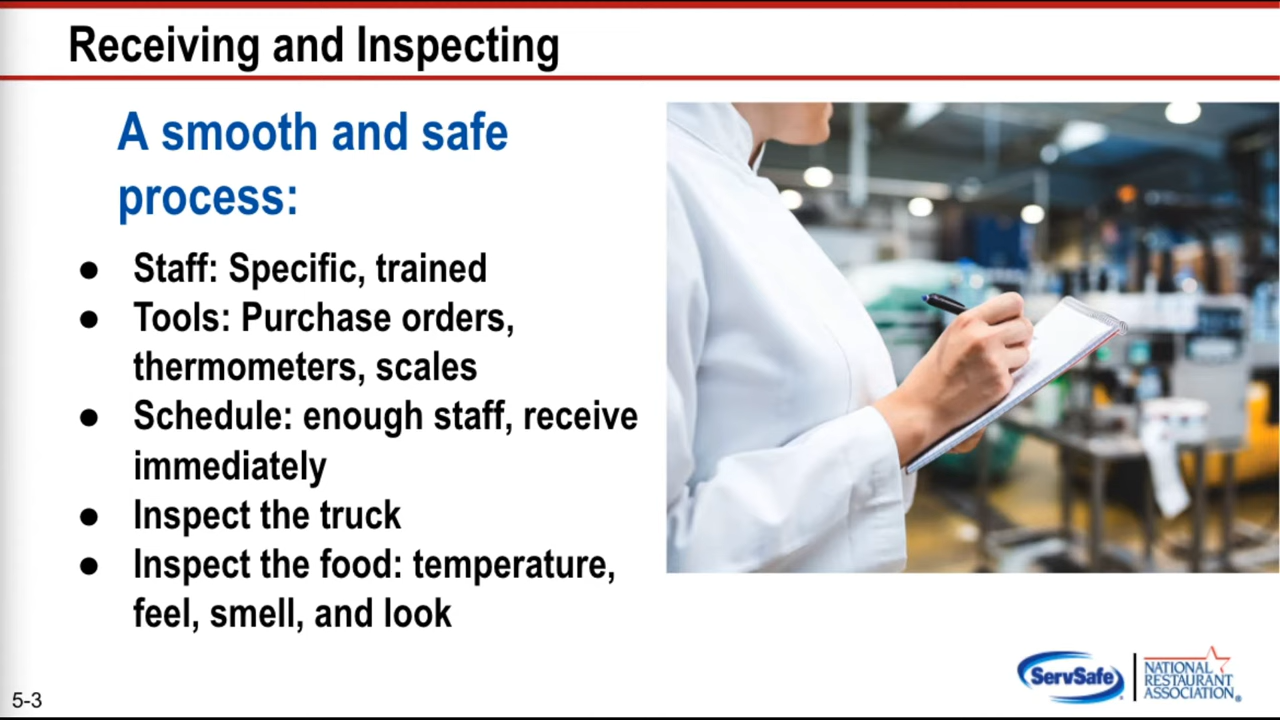 Receiving and Inspecting
A smooth and safe
process:
● Staff: Specific, trained
● Tools: Purchase orders,
thermometers, scales
● Schedule: enough staff, receive
immediately
● Inspect the truck
● Inspect the food: temperature,
feel, smell, and look
5-3
ServSafe
NATIONAL
RESTAURANT
ASSOCIATION®